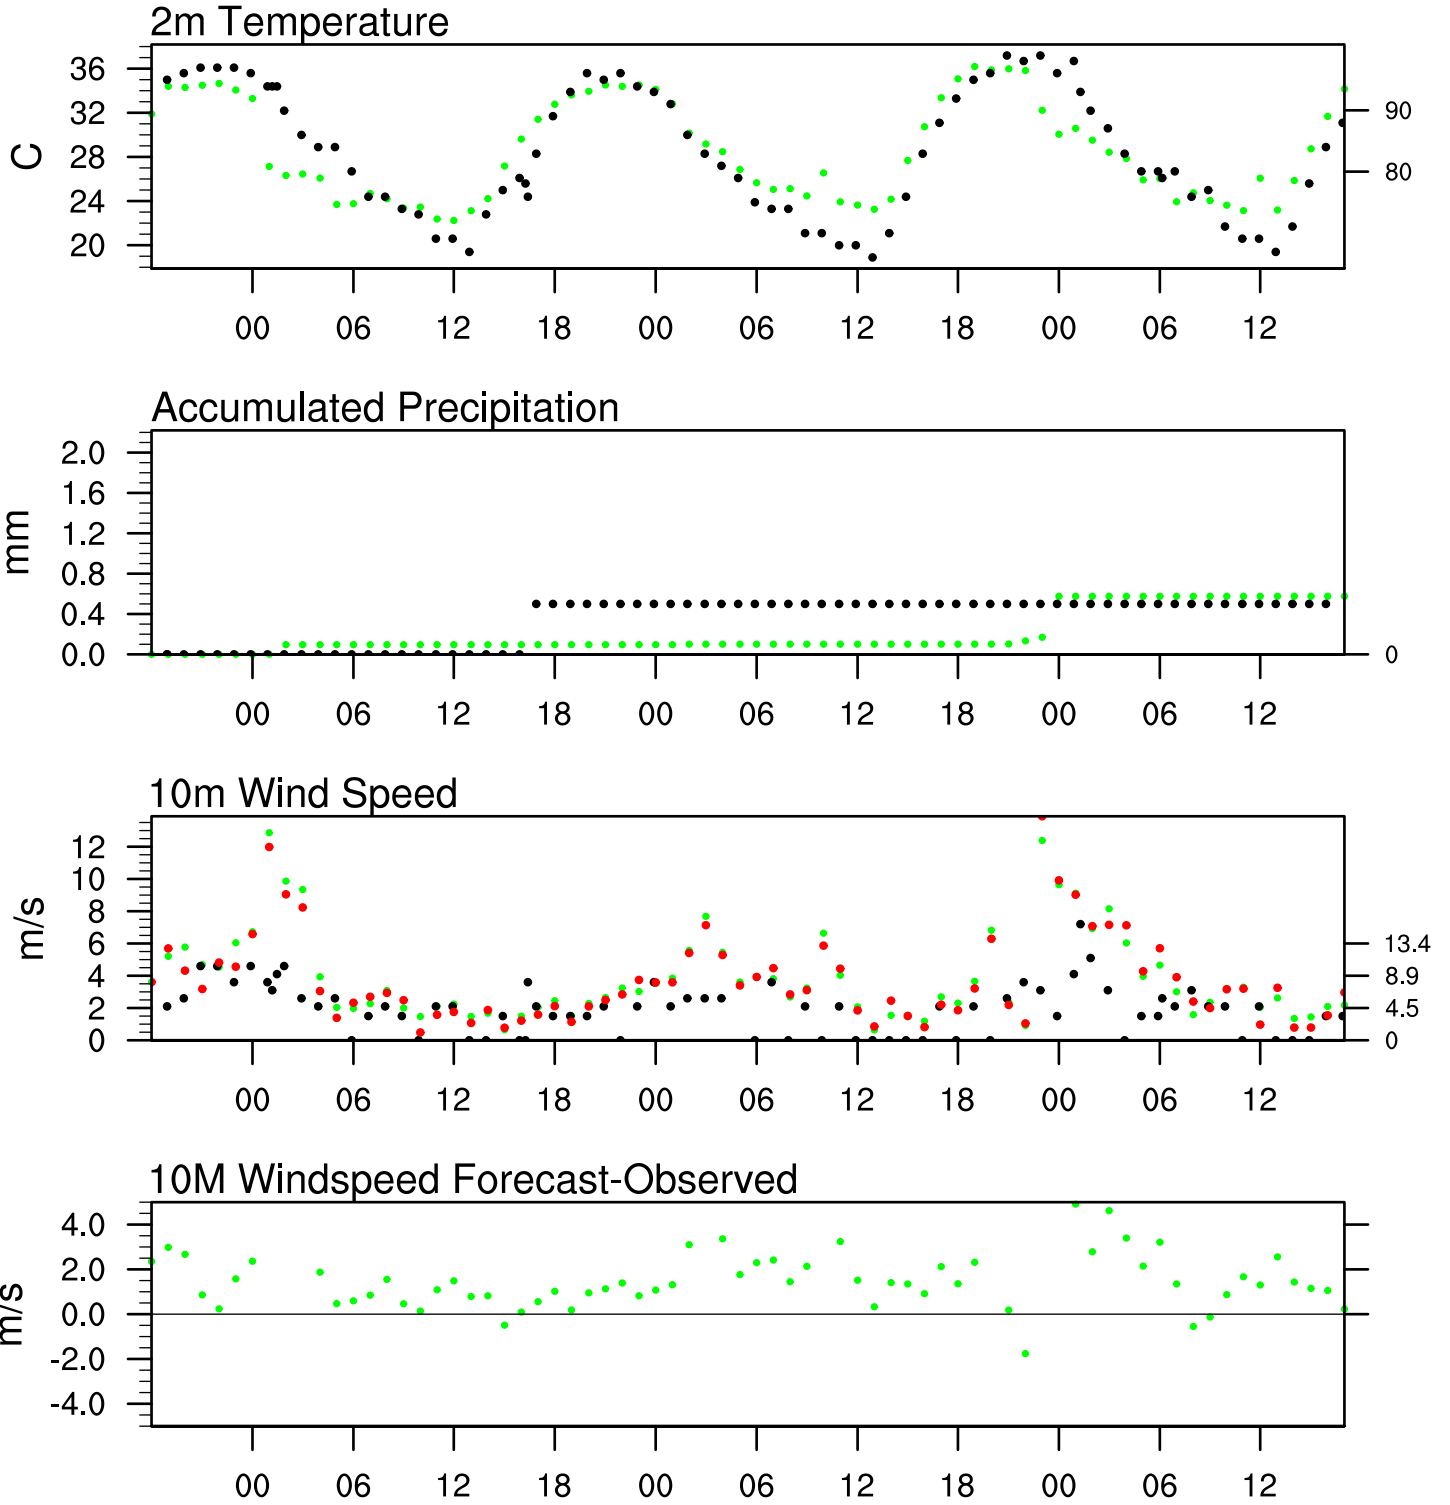 2m Temperature
36
32
28
24
20
C
90
80
00 06 12 18 00 06 12 18 00 06 12
Accumulated Precipitation
2.0
1.6
1.2
0.8
0.4
0.0
mm
0
00 06 12 18 00 06 12 18 00 06 12
10m Wind Speed
12
10
8
6
4
2
0
m/s
13.4
8.9
4.5
0
00 06 12 18 00 06 12 18 00 06 12
10M Windspeed Forecast-Observed
4.0
2.0
0.0
-2.0
-4.0
m/s
00 06 12 18 00 06 12 18 00 06 12